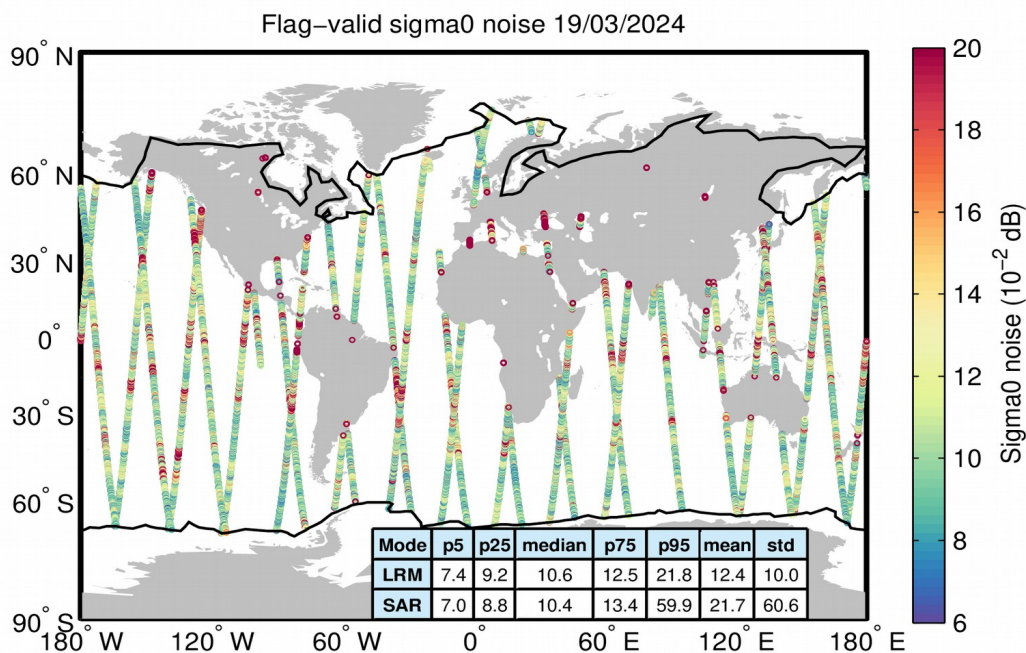 Flag−valid sigma0 noise 19/03/2024
90° N
60° N
30° N
0°
30° S
60° S
90° S
180° W
120° W
60° W
0°
60° E
120° E
180° E
Mode p5 p25 median p75 p95 mean std
LRM 7.4 9.2 10.6 12.5 21.8 12.4 10.0
SAR 7.0 8.8 10.4 13.4 59.9 21.7 60.6
20
18
16
14
12
10
8
6
Sigma0 noise (10⁻² dB)